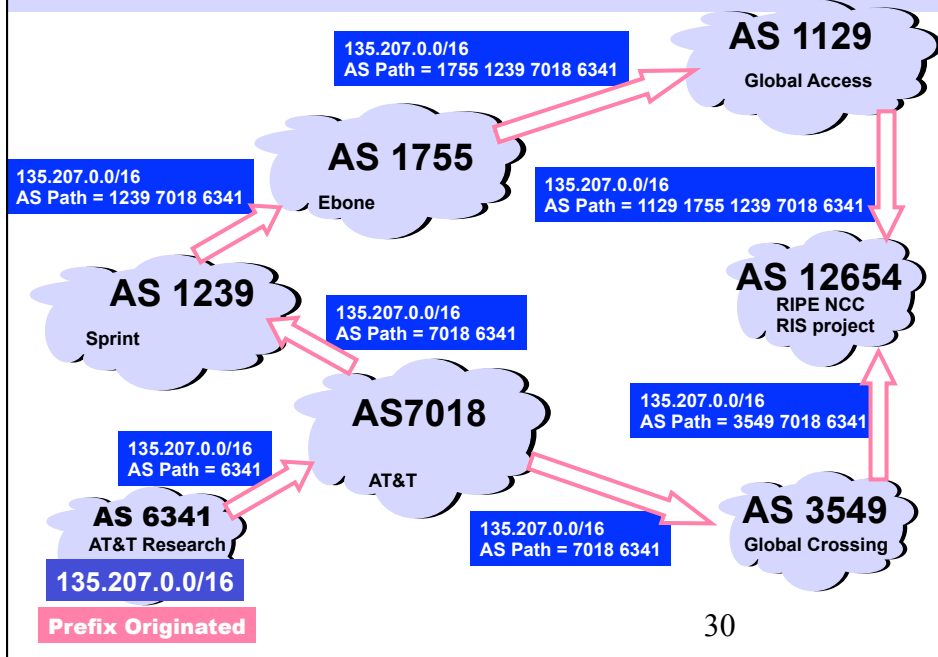 135.207.0.0/16
AS Path = 1755 1239 7018 6341
AS 1129
Global Access
AS 1755
Ebone
135.207.0.0/16
AS Path = 1239 7018 6341
135.207.0.0/16
AS Path = 1129 1755 1239 7018 6341
AS 1239
Sprint
AS 12654
RIPE NCC
RIS project
135.207.0.0/16
AS Path = 7018 6341
AS7018
AT&T
135.207.0.0/16
AS Path = 3549 7018 6341
135.207.0.0/16
AS Path = 6341
AS 6341
AT&T Research
135.207.0.0/16
AS Path = 7018 6341
AS 3549
Global Crossing
135.207.0.0/16
Prefix Originated
30